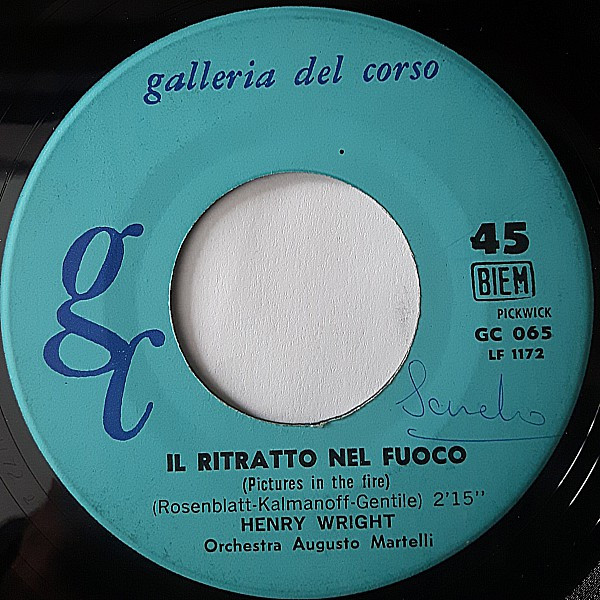 galleria del corso
gc
45
BIEM
PICKWICK
GC 065
LF 1172
IL RITRATTO NEL FUOCO
(Pictures in the fire)
(Rosenblatt-Kalmanoff-Gentile) 2'15"
HENRY WRIGHT
Orchestra Augusto Martelli